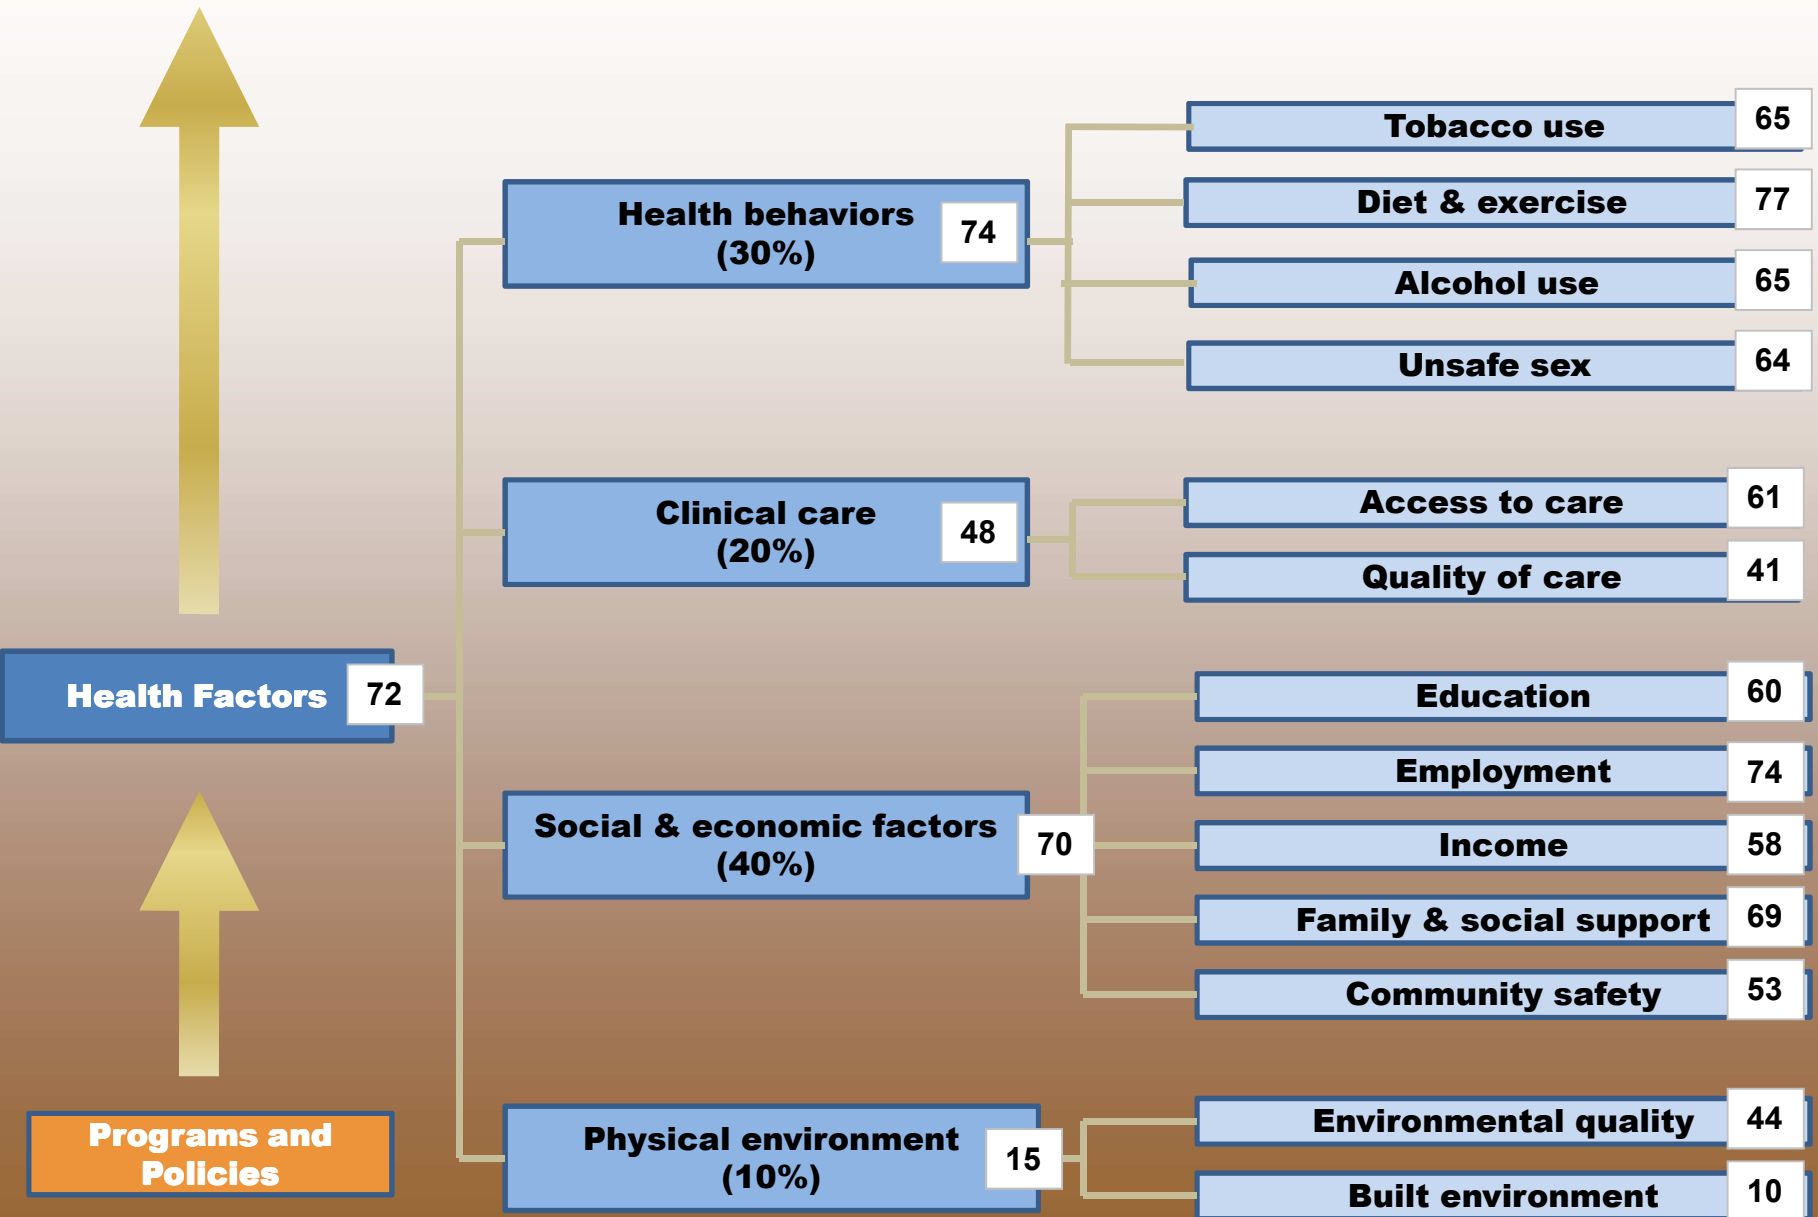 Tobacco use 65
Diet & exercise 77
Health behaviors
(30%)
74
Alcohol use 65
Unsafe sex 64
Clinical care
(20%)
48
Access to care 61
Quality of care 41
Health Factors 72
Education 60
Employment 74
Social & economic factors
(40%)
70
Income 58
Family & social support 69
Community safety 53
Programs and
Policies
Physical environment
(10%)
15
Environmental quality 44
Built environment 10